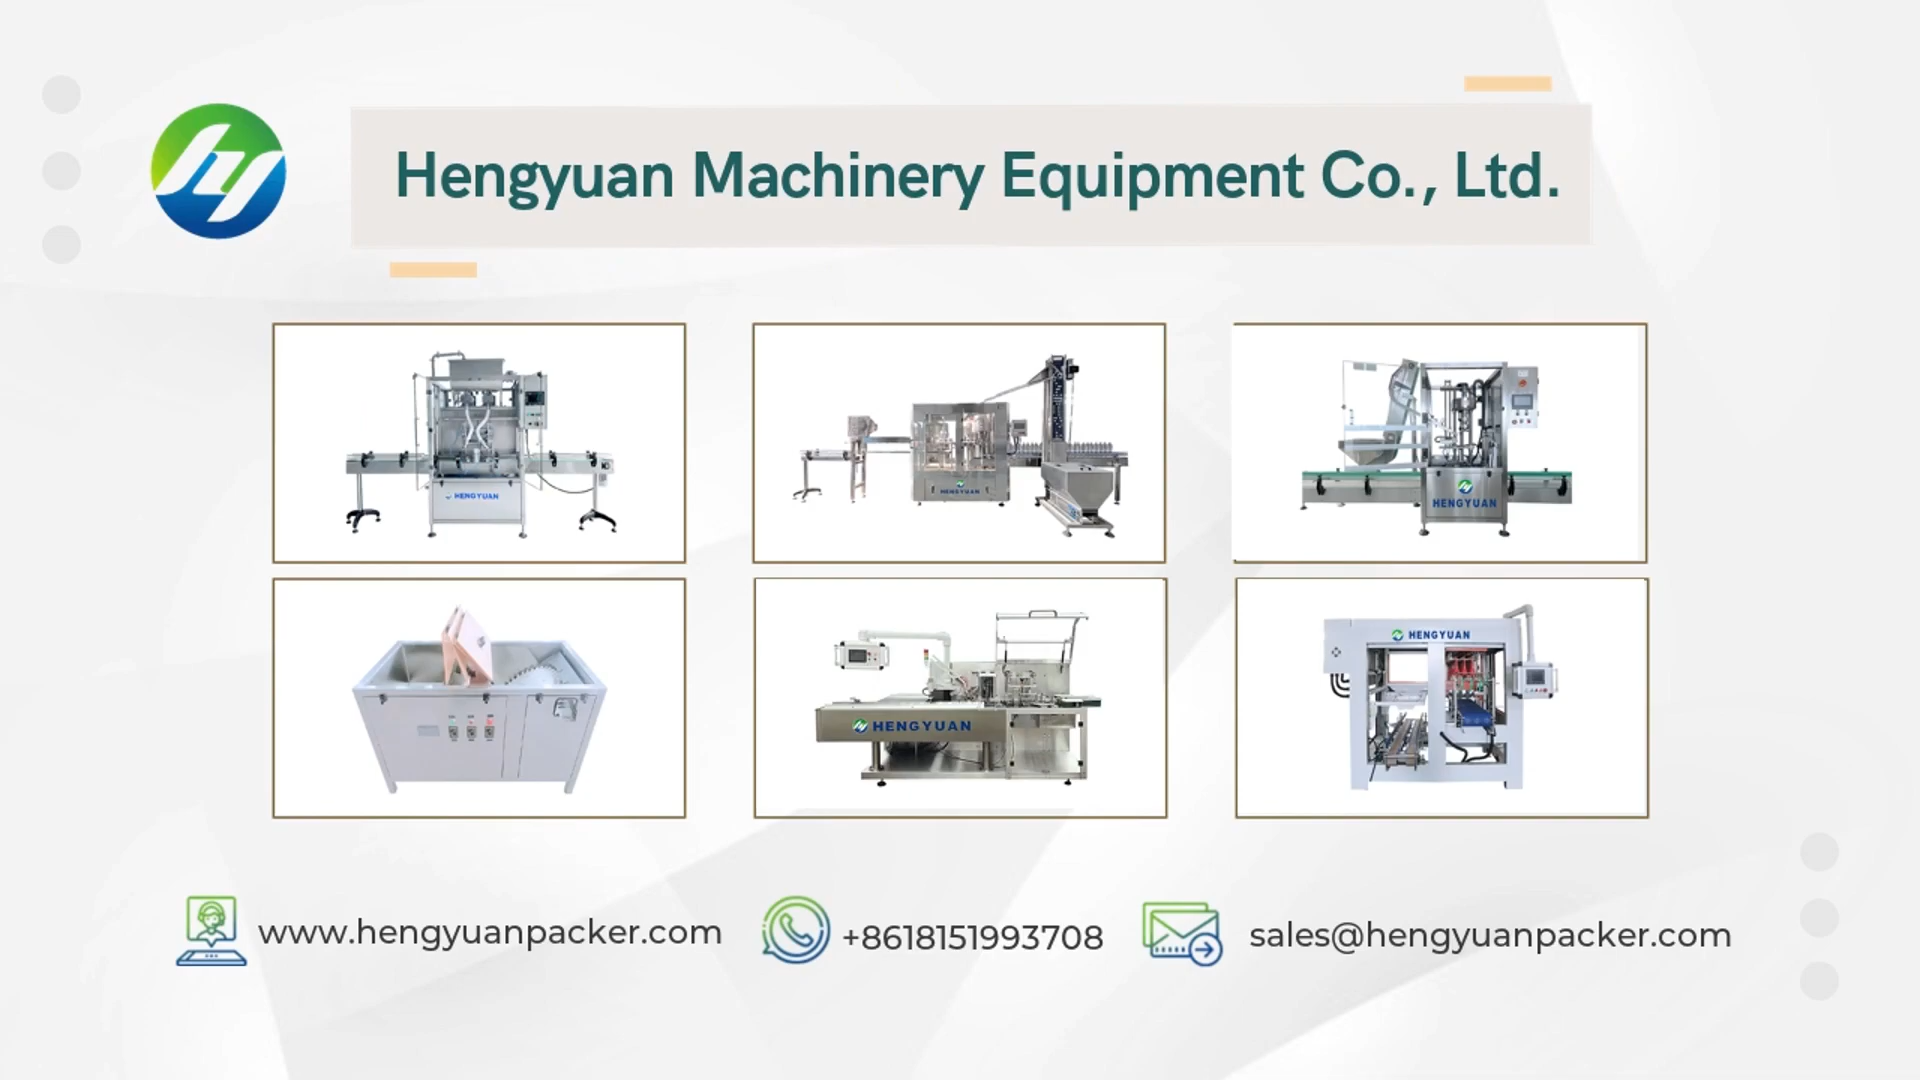 Hengyuan Machinery Equipment Co., Ltd.
HENGYUAN
HENGYUAN
HENGYUAN
HENGYUAN
HENGYUAN
www.hengyuanpacker.com
+8618151993708
sales@hengyuanpacker.com